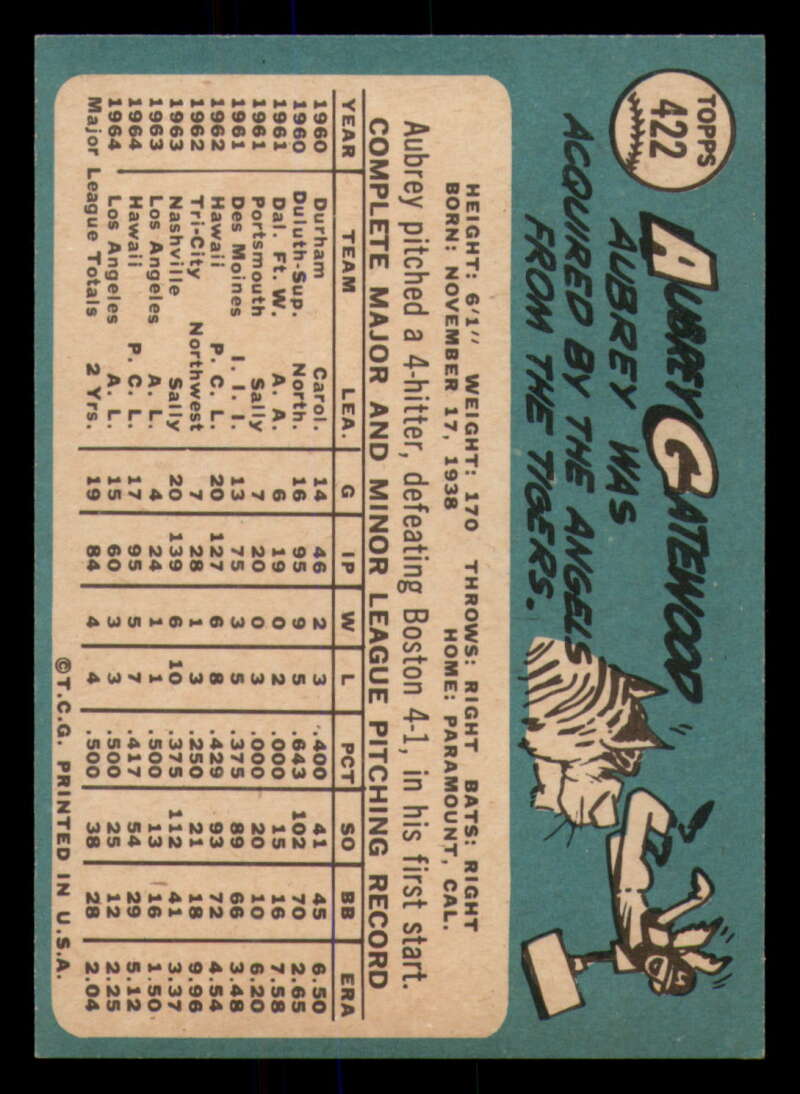 TOPPS
422
AUBREY GATEWOOD
AUBREY WAS
ACQUIRED BY THE ANGELS
FROM THE TIGERS.
HEIGHT: 6'1" WEIGHT: 170 THROWS: RIGHT BATS: RIGHT
BORN: NOVEMBER 17, 1938 HOME: PARAMOUNT, CAL.
Aubrey pitched a 4-hitter, defeating Boston 4-1, in his first start.
COMPLETE MAJOR AND MINOR LEAGUE PITCHING RECORD
YEAR TEAM LEA. G IP W L PCT SO BB ERA
1960 Durham Carol. 14 46 2 3 .400 41 45 6.50
1960 Duluth-Sup. North. 16 95 9 5 .643 102 70 2.65
1961 Dal. Ft. W. A. A. 6 19 0 2 .000 15 16 7.58
1961 Portsmouth Sally 7 20 0 3 .000 20 10 6.20
1961 Des Moines I. I. I. 13 75 3 5 .375 89 66 3.48
1962 Hawaii P. C. L. 20 127 6 8 .429 93 72 4.54
1962 Tri-City Northwest 7 28 1 3 .250 21 18 9.96
1963 Nashville Sally 20 139 6 10 .375 112 41 3.37
1963 Los Angeles A. L. 4 24 1 1 .500 13 16 1.50
1964 Hawaii P. C. L. 17 95 5 7 .417 54 29 5.12
1964 Los Angeles A. L. 15 60 3 3 .500 25 12 2.25
Major League Totals 2 Yrs. 19 84 4 4 .500 38 28 2.04
©T.C.G. PRINTED IN U.S.A.